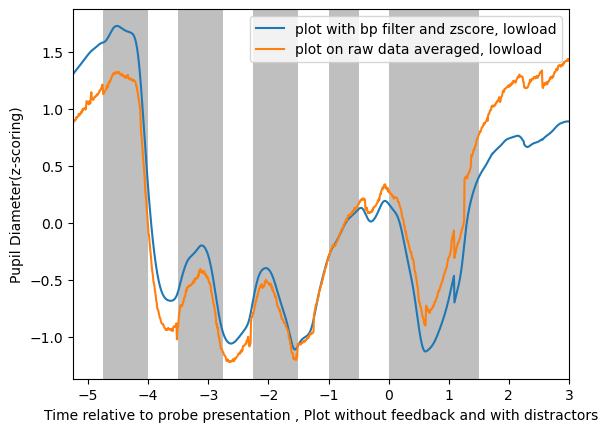 plot with bp filter and zscore, lowload
plot on raw data averaged, lowload
Pupil Diameter(z-scoring)
1.5
1.0
0.5
0.0
−0.5
−1.0
−5 −4 −3 −2 −1 0 1 2 3
Time relative to probe presentation , Plot without feedback and with distractors